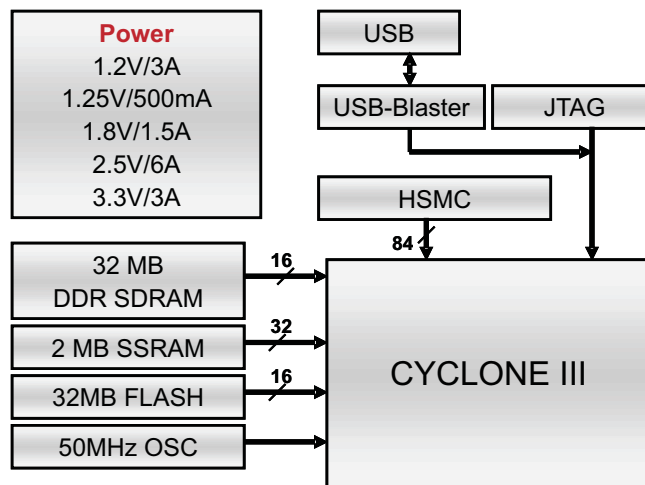 Power
1.2V/3A
1.25V/500mA
1.8V/1.5A
2.5V/6A
3.3V/3A
USB
USB-Blaster
JTAG
HSMC
84
32 MB
DDR SDRAM
16
2 MB SSRAM
32
32MB FLASH
16
50MHz OSC
CYCLONE III